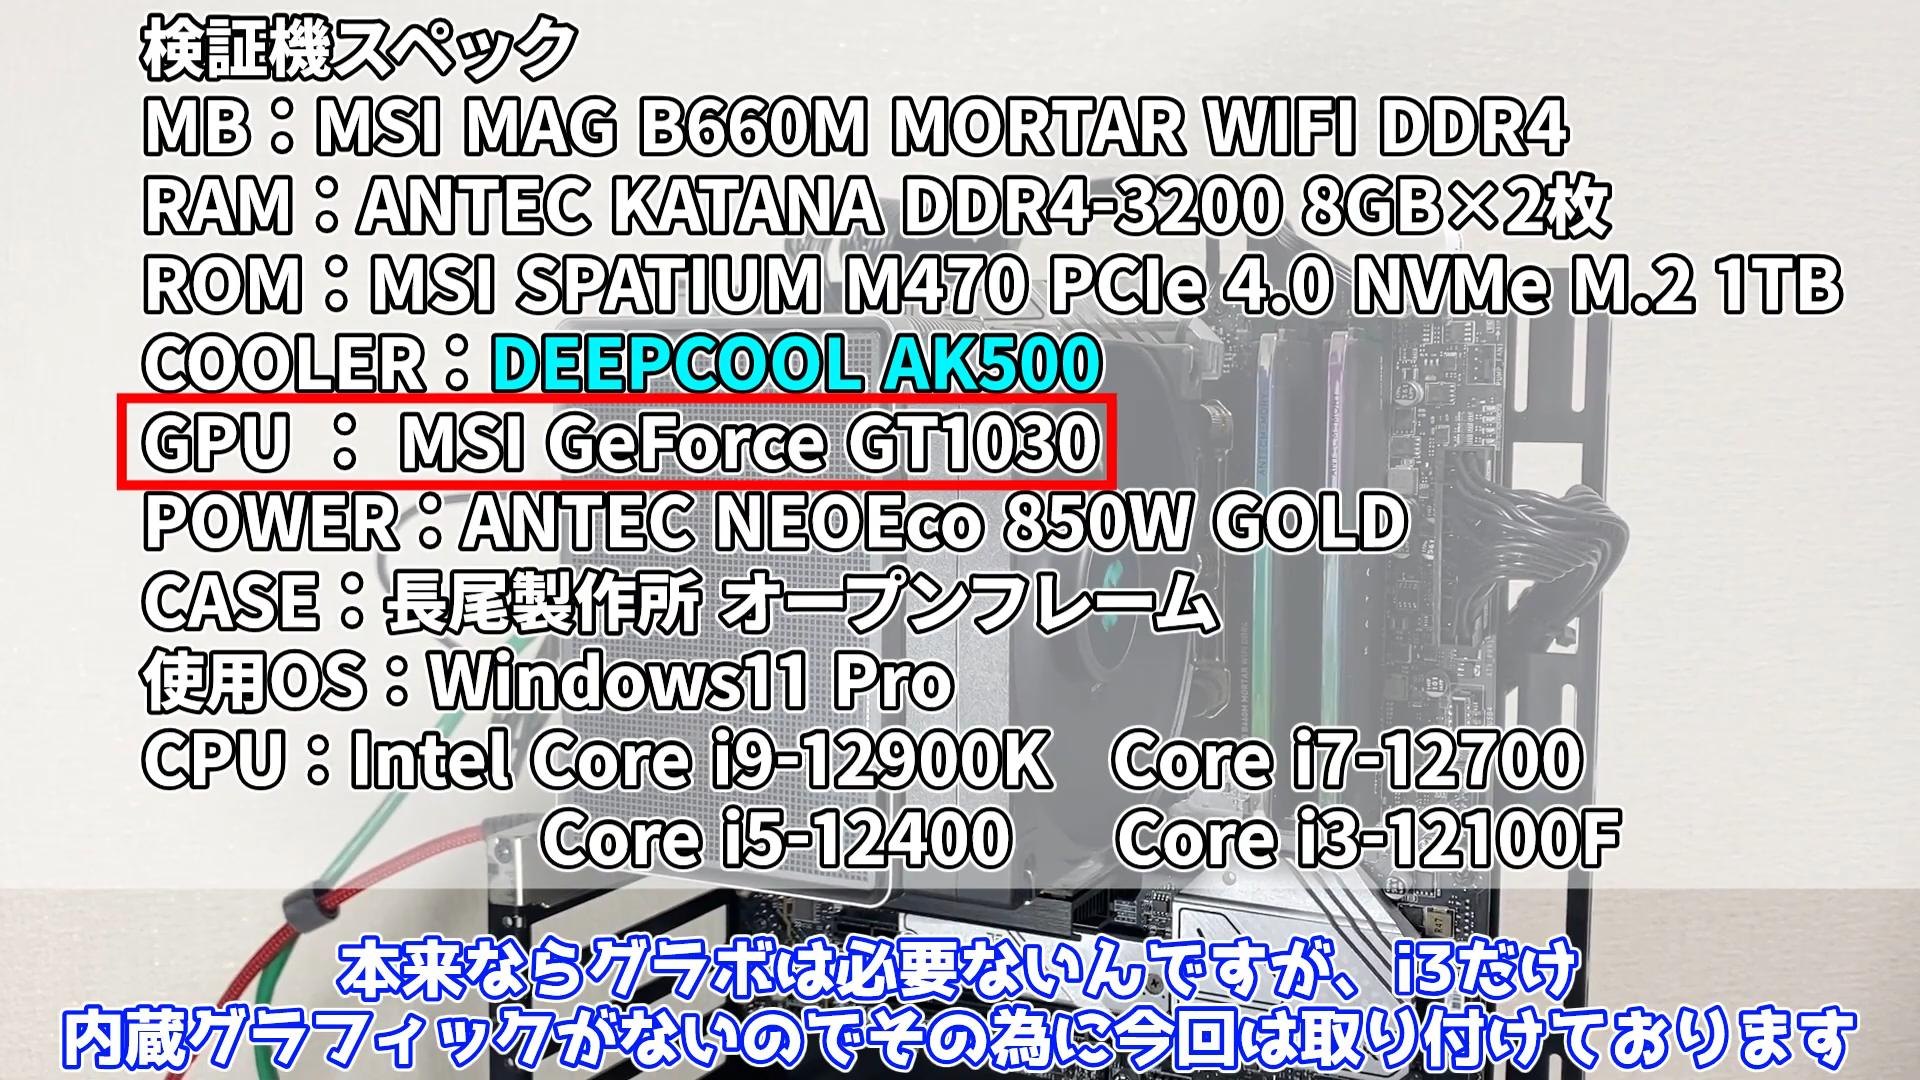 検証機スペック
MB：MSI MAG B660M MORTAR WIFI DDR4
RAM：ANTEC KATANA DDR4-3200 8GB×2枚
ROM：MSI SPATIUM M470 PCIe 4.0 NVMe M.2 1TB
COOLER：DEEPCOOL AK500
GPU ： MSI GeForce GT1030
POWER：ANTEC NEOEco 850W GOLD
CASE：長尾製作所 オープンフレーム
使用OS：Windows11 Pro
CPU：Intel Core i9-12900K　Core i7-12700
Core i5-12400　Core i3-12100F
本来ならグラボは必要ないんですが、i3だけ
内蔵グラフィックがないのでその為に今回は取り付けております